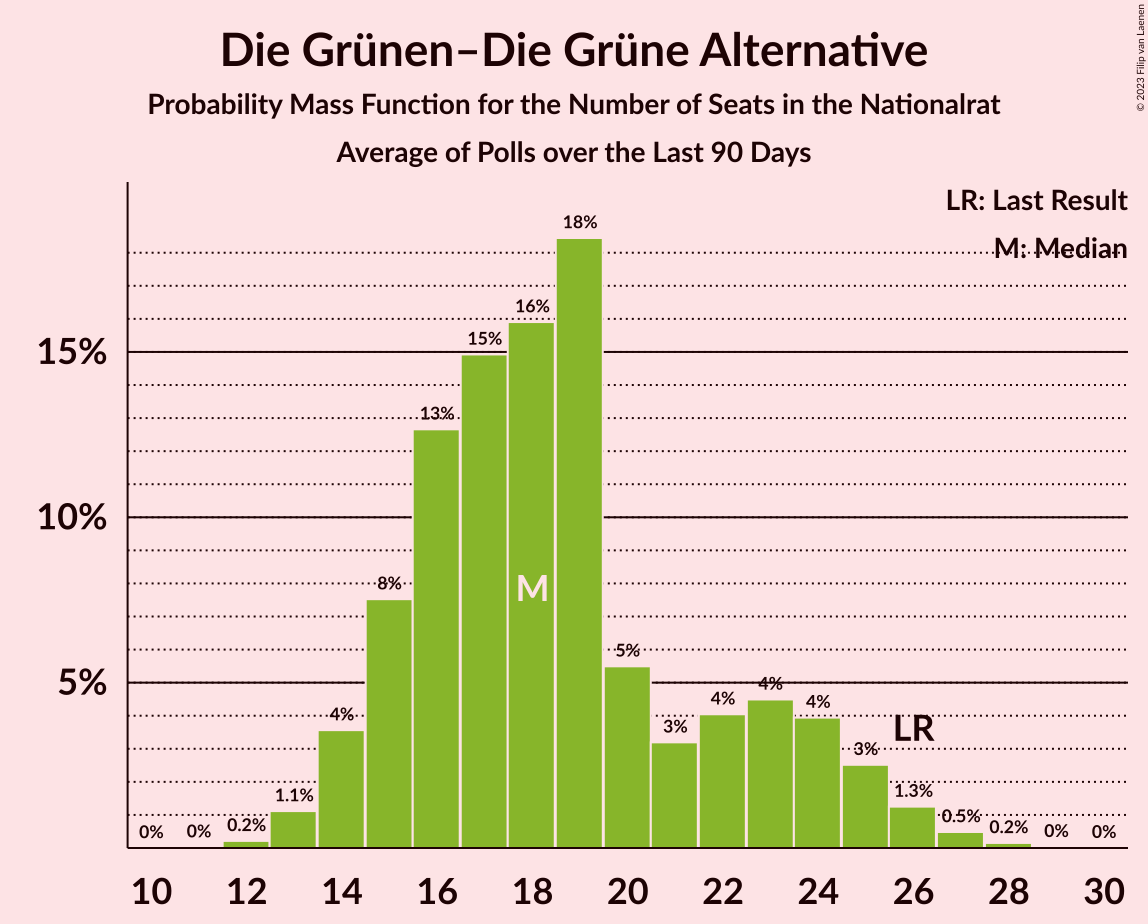 Die Grünen–Die Grüne Alternative
Probability Mass Function for the Number of Seats in the Nationalrat
Average of Polls over the Last 90 Days
© 2023 Filip van Laenen
LR: Last Result
M: Median
18%
16%
15%
15%
13%
10%
8%
M
5%
5%
4%
4%
4%
4%
3%
LR
3%
1.3%
1.1%
0.5%
0.2%
0.2%
0%
0%
0%
0%
10 12 14 16 18 20 22 24 26 28 30